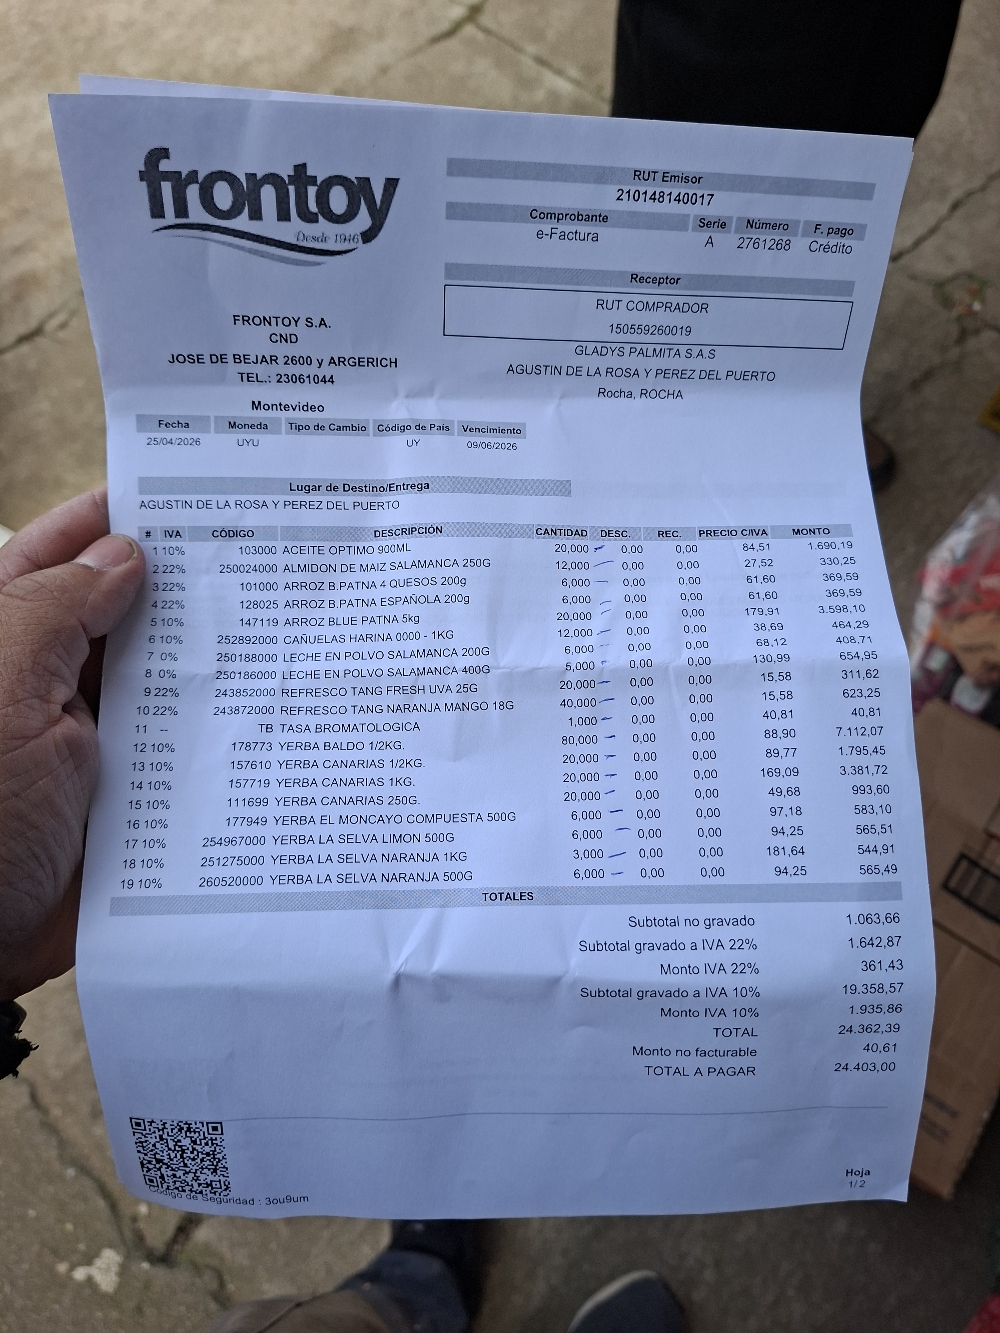 frontoy
Desde 1946
RUT Emisor
210148140017
Comprobante Serie Número F. pago
e-Factura A 2761268 Crédito
Receptor
RUT COMPRADOR
150559260019
GLADYS PALMITA S.A.S
AGUSTIN DE LA ROSA Y PEREZ DEL PUERTO
Rocha, ROCHA
FRONTOY S.A.
CND
JOSE DE BEJAR 2600 y ARGERICH
TEL.: 23061044
Montevideo
Fecha Moneda Tipo de Cambio Código de País Vencimiento
25/04/2026 UYU UY 09/06/2026
Lugar de Destino/Entrega
AGUSTIN DE LA ROSA Y PEREZ DEL PUERTO
# IVA CÓDIGO DESCRIPCIÓN CANTIDAD DESC. REC. PRECIO C/IVA MONTO
1 10% 103000 ACEITE OPTIMO 900ML 20,000 0,00 0,00 84,51 1.690,19
2 22% 250024000 ALMIDON DE MAIZ SALAMANCA 250G 12,000 0,00 0,00 27,52 330,25
3 22% 101000 ARROZ B.PATNA 4 QUESOS 200g 6,000 0,00 0,00 61,60 369,59
4 22% 128025 ARROZ B.PATNA ESPAÑOLA 200g 6,000 0,00 0,00 61,60 369,59
5 10% 147119 ARROZ BLUE PATNA 5kg 20,000 0,00 0,00 179,91 3.598,10
6 10% 252892000 CAÑUELAS HARINA 0000 - 1KG 12,000 0,00 0,00 38,69 464,29
7 0% 250188000 LECHE EN POLVO SALAMANCA 200G 6,000 0,00 0,00 68,12 408,71
8 0% 250186000 LECHE EN POLVO SALAMANCA 400G 5,000 0,00 0,00 130,99 654,95
9 22% 243852000 REFRESCO TANG FRESH UVA 25G 20,000 0,00 0,00 15,58 311,62
10 22% 243872000 REFRESCO TANG NARANJA MANGO 18G 40,000 0,00 0,00 15,58 623,25
11 -- TB TASA BROMATOLOGICA 1,000 0,00 0,00 40,81 40,81
12 10% 178773 YERBA BALDO 1/2KG. 80,000 0,00 0,00 88,90 7.112,07
13 10% 157610 YERBA CANARIAS 1/2KG. 20,000 0,00 0,00 89,77 1.795,45
14 10% 157719 YERBA CANARIAS 1KG. 20,000 0,00 0,00 169,09 3.381,72
15 10% 111699 YERBA CANARIAS 250G. 20,000 0,00 0,00 49,68 993,60
16 10% 177949 YERBA EL MONCAYO COMPUESTA 500G 6,000 0,00 0,00 97,18 583,10
17 10% 254967000 YERBA LA SELVA LIMON 500G 6,000 0,00 0,00 94,25 565,51
18 10% 251275000 YERBA LA SELVA NARANJA 1KG 3,000 0,00 0,00 181,64 544,91
19 10% 260520000 YERBA LA SELVA NARANJA 500G 6,000 0,00 0,00 94,25 565,49
TOTALES
Subtotal no gravado 1.063,66
Subtotal gravado a IVA 22% 1.642,87
Monto IVA 22% 361,43
Subtotal gravado a IVA 10% 19.358,57
Monto IVA 10% 1.935,86
TOTAL 24.362,39
Monto no facturable 40,61
TOTAL A PAGAR 24.403,00
Código de Seguridad : 3ou9um
Hoja
1/2